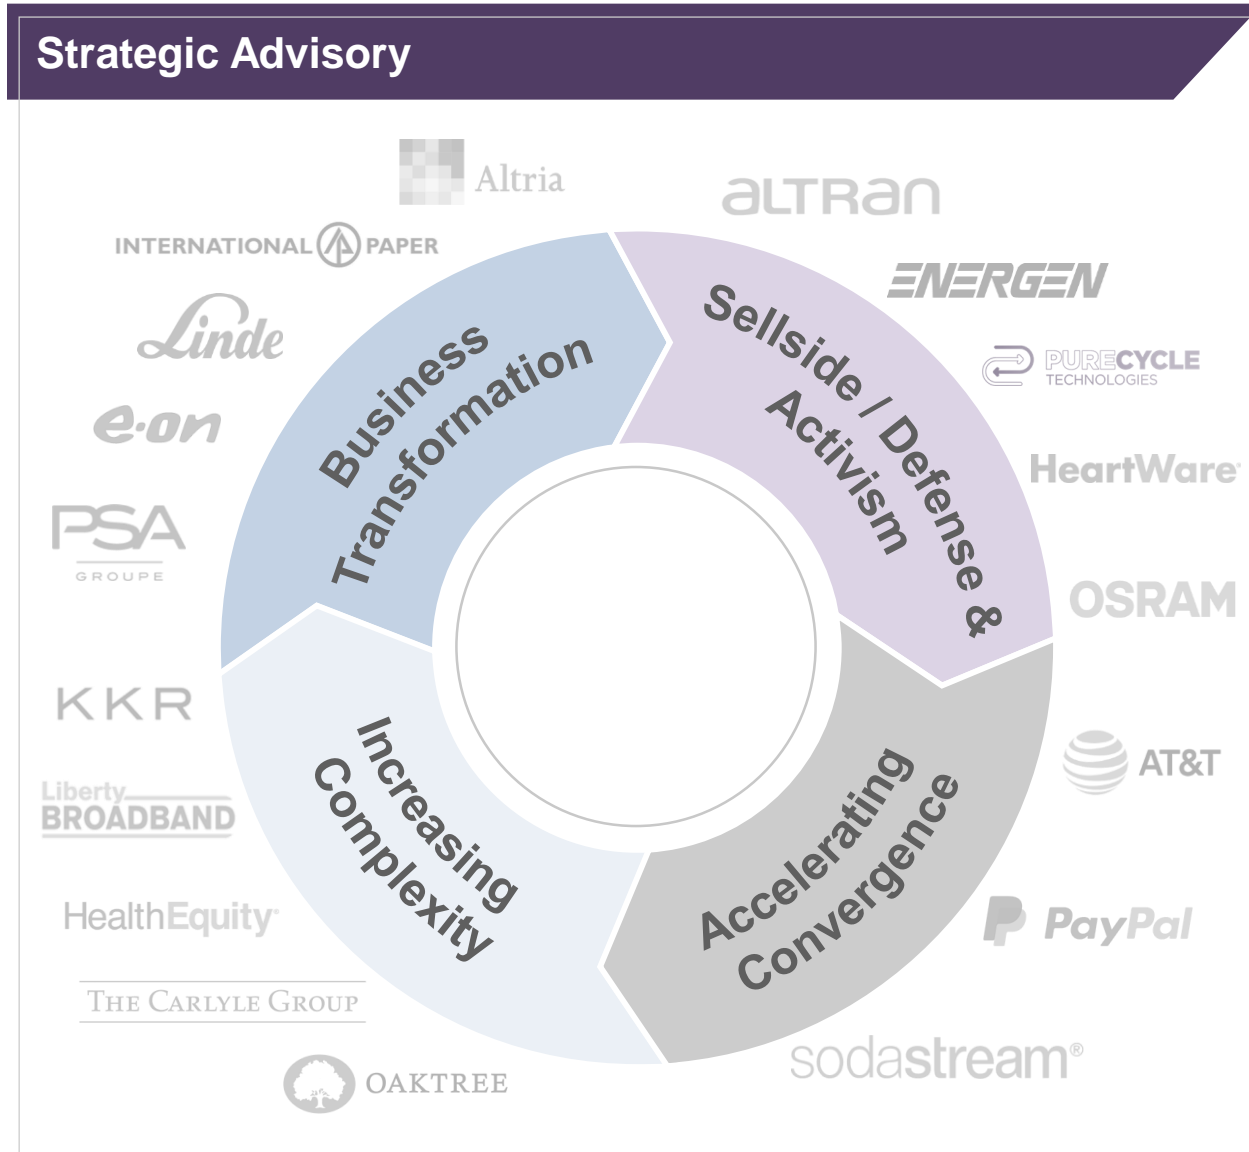 Strategic Advisory
Altria
ALTRAN
INTERNATIONAL PAPER
ENERGEN
Linde
PURECYCLE
TECHNOLOGIES
e·on
HeartWare
PSA
GROUPE
OSRAM
Business
Transformation
Sellside / Defense &
Activism
KKR
AT&T
Liberty
BROADBAND
Increasing
Complexity
Accelerating
Convergence
HealthEquity
PayPal
THE CARLYLE GROUP
sodastream®
OAKTREE